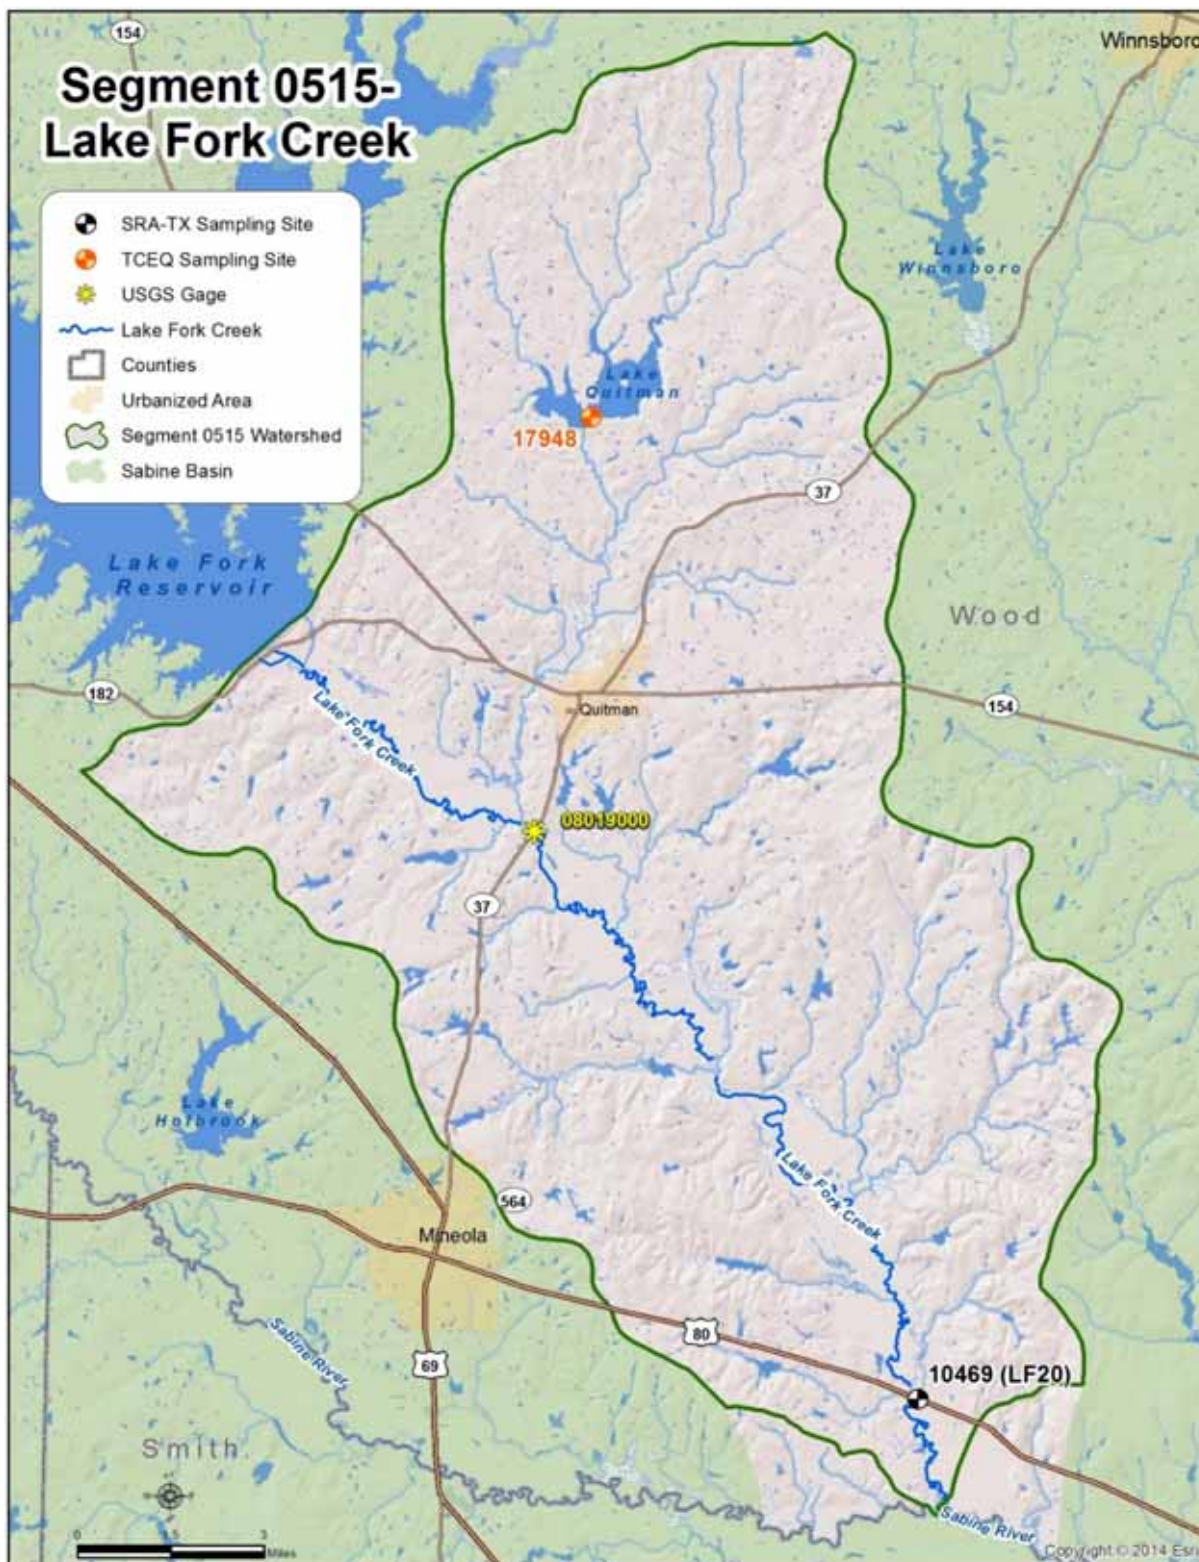 154
Winnsboro
Segment 0515-
Lake Fork Creek
SRA-TX Sampling Site
TCEQ Sampling Site
USGS Gage
Lake Fork Creek
Counties
Urbanized Area
Segment 0515 Watershed
Sabine Basin
Lake
Winnsboro
Lake
Quitman
17948
37
Lake Fork
Reservoir
Wood
182
Lake Fork Creek
Quitman
154
08019000
37
Lake
Holbrook
Lake Fork Creek
564
Mineola
80
Sabine River
69
10469 (LF20)
Smith
Sabine River
0
3
Miles
Copyright © 2014 Esri